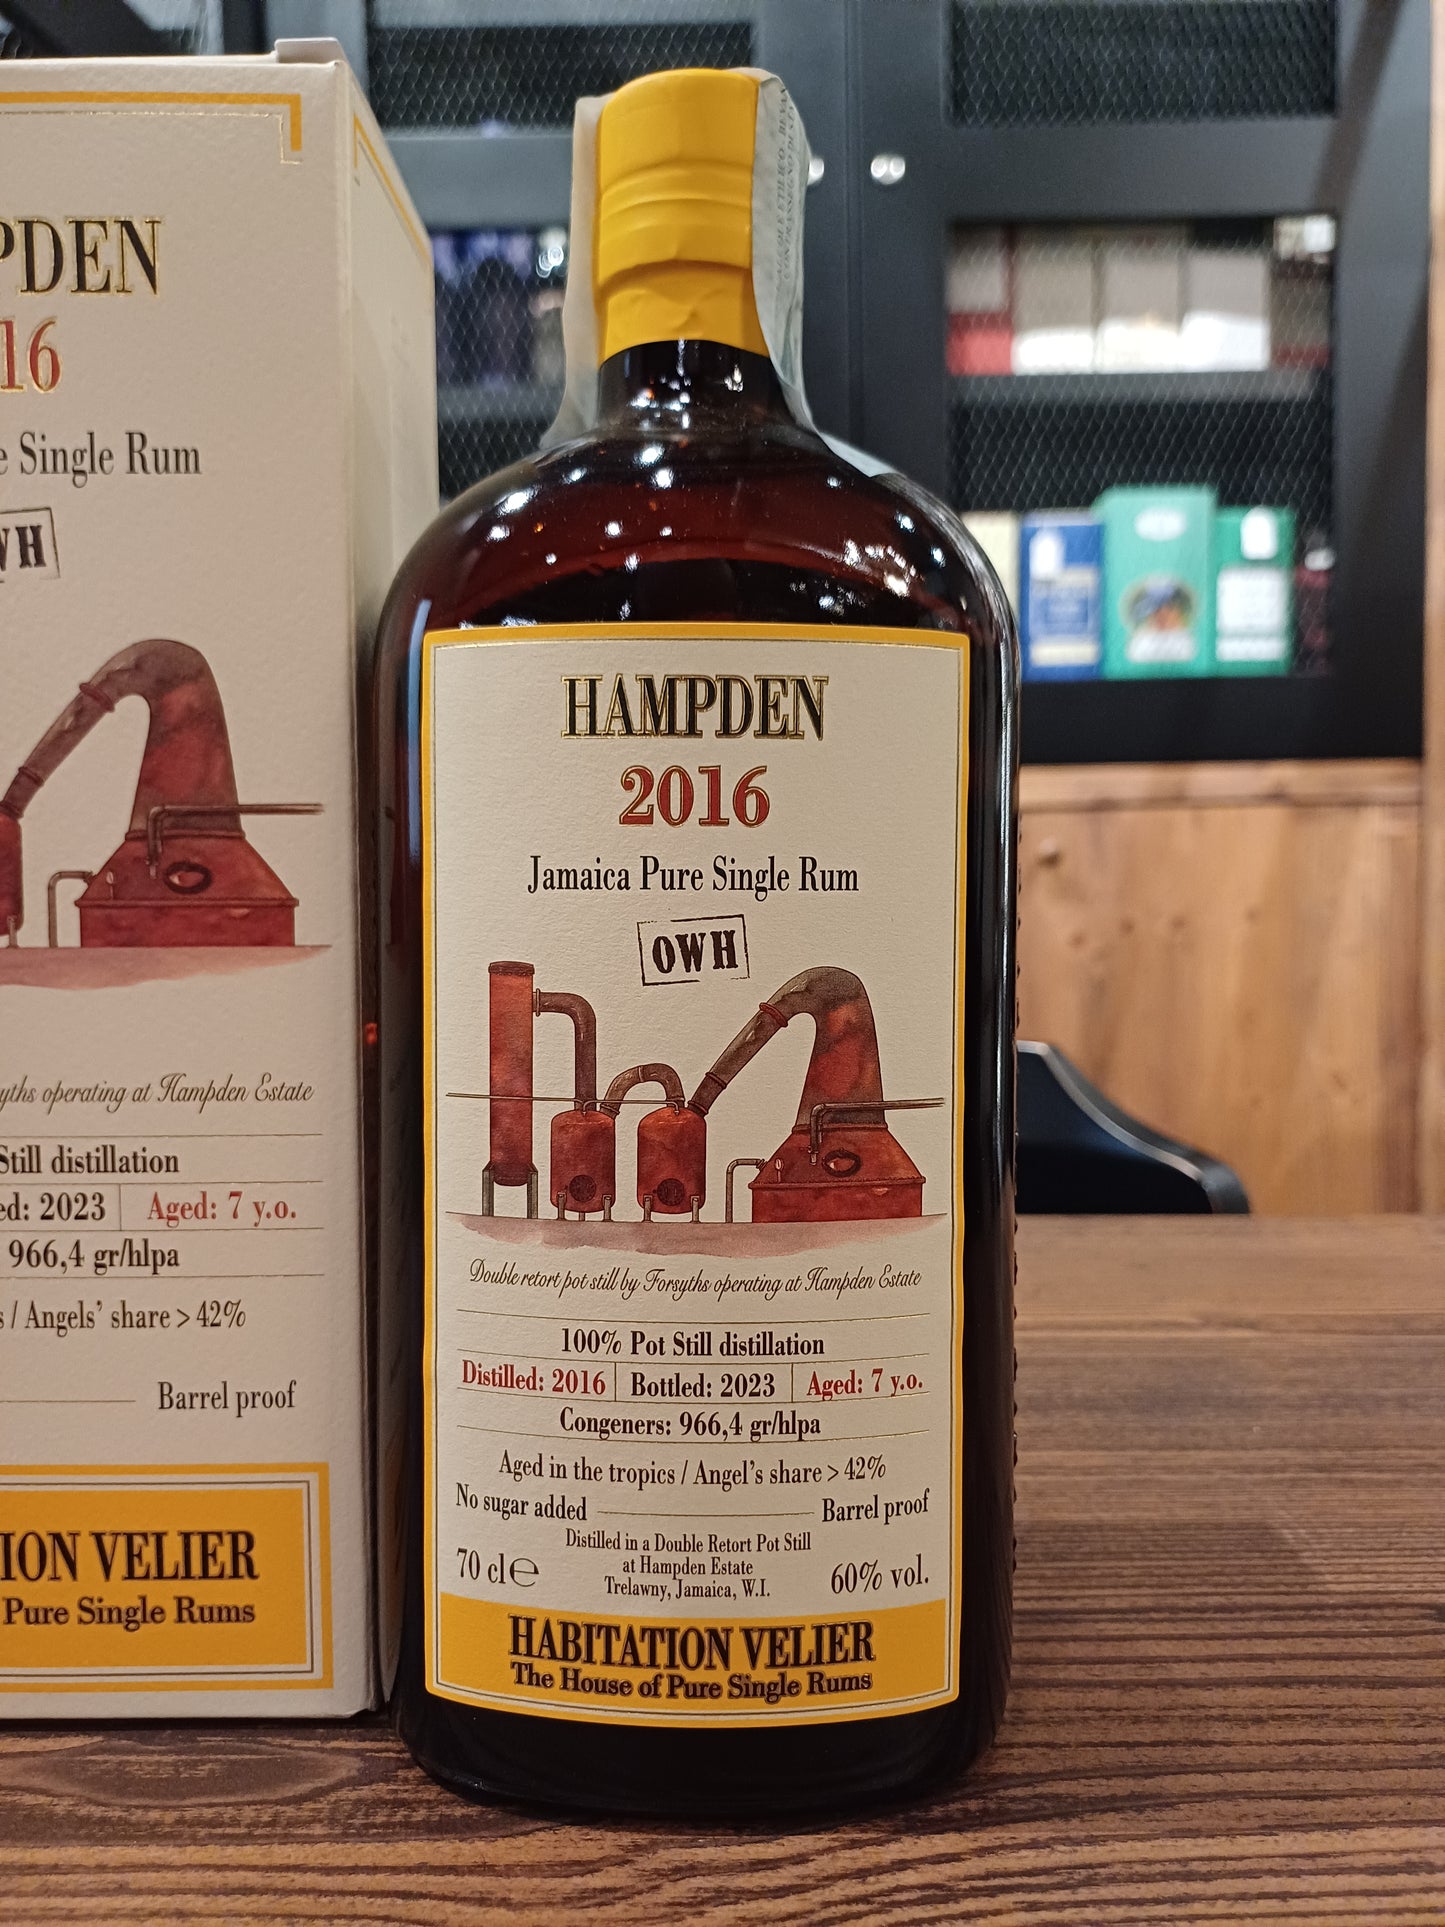 PDEN
16
e Single Rum
WH
yths operating at Hampden Estate
Still distillation
ed: 2023 Aged: 7 y.o.
966,4 gr/hlpa
s / Angels' share > 42%
Barrel proof
ION VELIER
Pure Single Rums
HAMPDEN
2016
Jamaica Pure Single Rum
OWH
Double retort pot still by Forsyths operating at Hampden Estate
100% Pot Still distillation
Distilled: 2016 Bottled: 2023 Aged: 7 y.o.
Congeners: 966,4 gr/hlpa
Aged in the tropics / Angel's share > 42%
No sugar added Barrel proof
Distilled in a Double Retort Pot Still
at Hampden Estate
Trelawny, Jamaica, W.I.
70 cl e 60% vol.
HABITATION VELIER
The House of Pure Single Rums